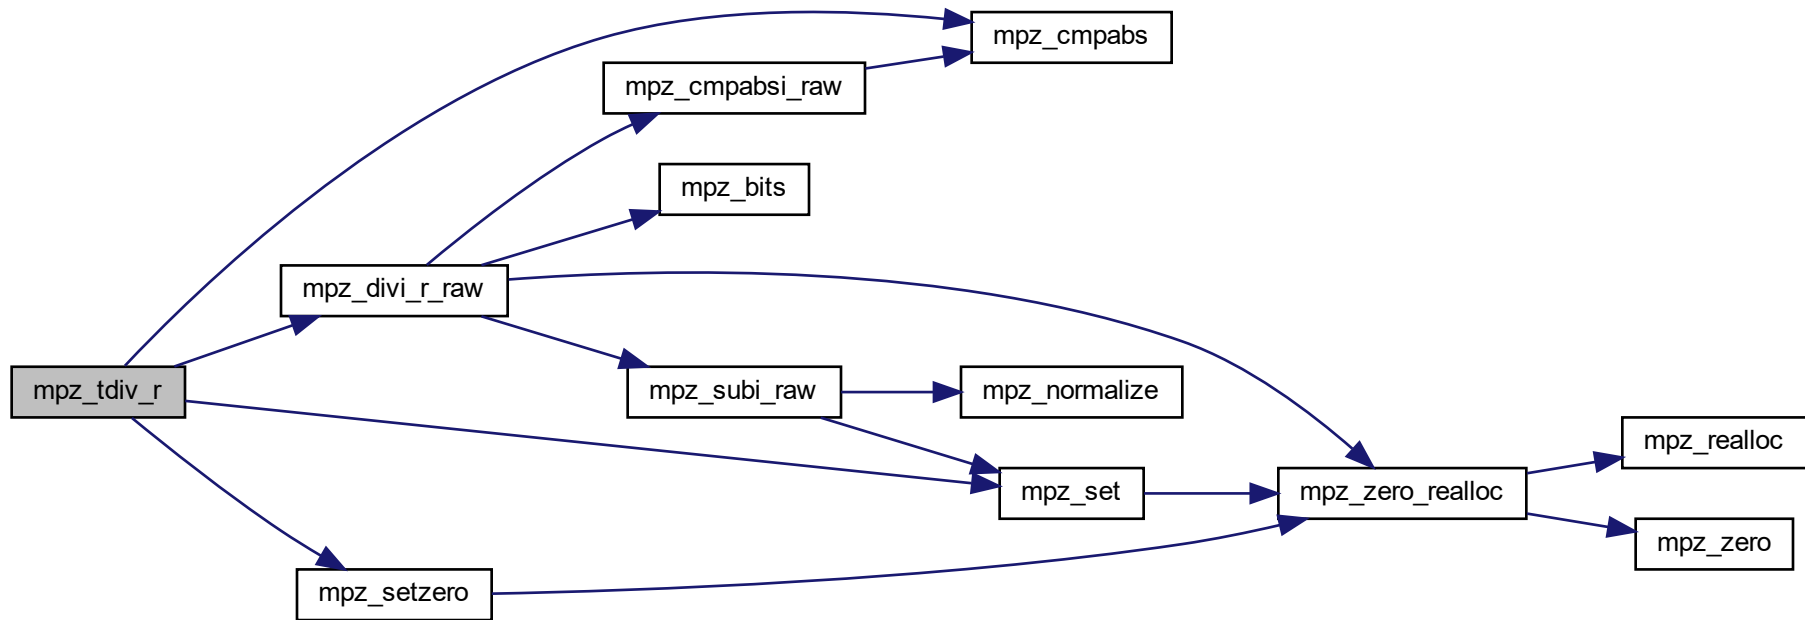 mpz_cmpabs
mpz_cmpabsi_raw
mpz_bits
mpz_divi_r_raw
mpz_tdiv_r
mpz_subi_raw
mpz_normalize
mpz_realloc
mpz_set
mpz_zero_realloc
mpz_zero
mpz_setzero